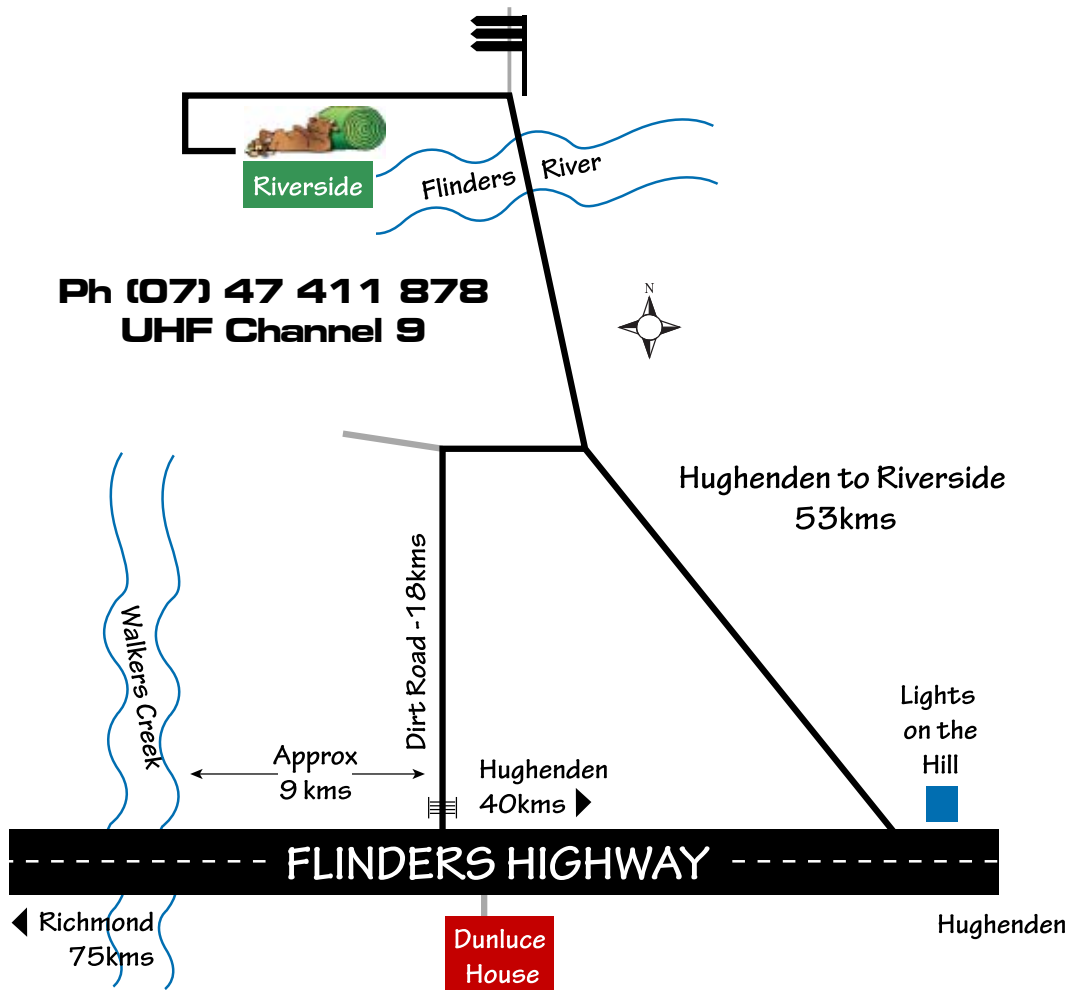 Riverside
Flinders River
Ph (07) 47 411 878
UHF Channel 9
N
Hughenden to Riverside
53kms
Dirt Road - 18kms
Walkers Creek
Lights
on the
Hill
Approx
9 kms
Hughenden
40kms
FLINDERS HIGHWAY
Richmond
75kms
Dunluce
House
Hughenden